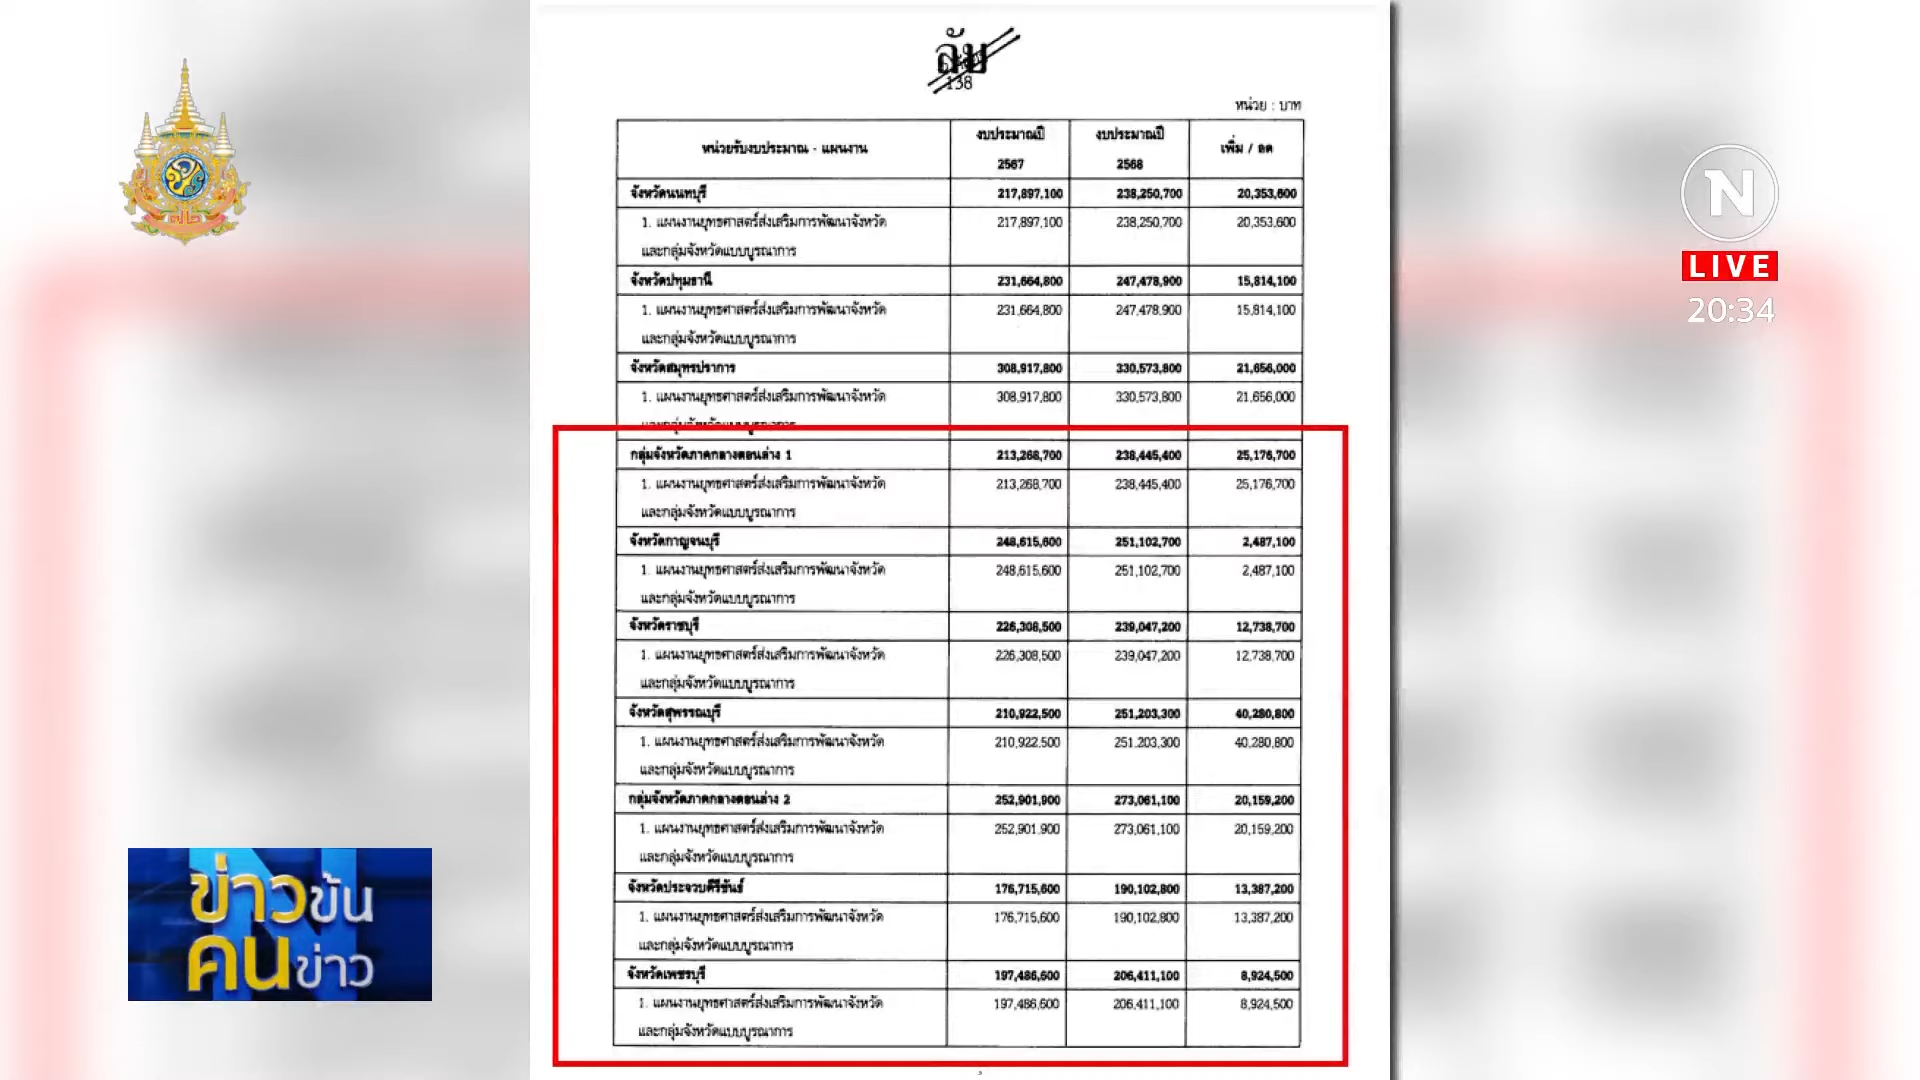 ลับ
138
หน่วย : บาท
หน่วยรับงบประมาณ - แผนงาน งบประมาณปี 2567 งบประมาณปี 2568 เพิ่ม / ลด
จังหวัดนนทบุรี 217,897,100 238,250,700 20,353,600
1. แผนงานยุทธศาสตร์ส่งเสริมการพัฒนาจังหวัด 217,897,100 238,250,700 20,353,600
และกลุ่มจังหวัดแบบบูรณาการ
จังหวัดปทุมธานี 231,664,800 247,478,900 15,814,100
1. แผนงานยุทธศาสตร์ส่งเสริมการพัฒนาจังหวัด 231,664,800 247,478,900 15,814,100
และกลุ่มจังหวัดแบบบูรณาการ
จังหวัดสมุทรปราการ 308,917,800 330,573,800 21,656,000
1. แผนงานยุทธศาสตร์ส่งเสริมการพัฒนาจังหวัด 308,917,800 330,573,800 21,656,000
และกลุ่มจังหวัดแบบบูรณาการ
กลุ่มจังหวัดภาคกลางตอนล่าง 1 213,268,700 238,445,400 25,176,700
1. แผนงานยุทธศาสตร์ส่งเสริมการพัฒนาจังหวัด 213,268,700 238,445,400 25,176,700
และกลุ่มจังหวัดแบบบูรณาการ
จังหวัดกาญจนบุรี 248,615,600 251,102,700 2,487,100
1. แผนงานยุทธศาสตร์ส่งเสริมการพัฒนาจังหวัด 248,615,600 251,102,700 2,487,100
และกลุ่มจังหวัดแบบบูรณาการ
จังหวัดราชบุรี 226,308,500 239,047,200 12,738,700
1. แผนงานยุทธศาสตร์ส่งเสริมการพัฒนาจังหวัด 226,308,500 239,047,200 12,738,700
และกลุ่มจังหวัดแบบบูรณาการ
จังหวัดสุพรรณบุรี 210,922,500 251,203,300 40,280,800
1. แผนงานยุทธศาสตร์ส่งเสริมการพัฒนาจังหวัด 210,922,500 251,203,300 40,280,800
และกลุ่มจังหวัดแบบบูรณาการ
กลุ่มจังหวัดภาคกลางตอนล่าง 2 252,901,900 273,061,100 20,159,200
1. แผนงานยุทธศาสตร์ส่งเสริมการพัฒนาจังหวัด 252,901,900 273,061,100 20,159,200
และกลุ่มจังหวัดแบบบูรณาการ
จังหวัดประจวบคีรีขันธ์ 176,715,600 190,102,800 13,387,200
1. แผนงานยุทธศาสตร์ส่งเสริมการพัฒนาจังหวัด 176,715,600 190,102,800 13,387,200
และกลุ่มจังหวัดแบบบูรณาการ
จังหวัดเพชรบุรี 197,486,600 206,411,100 8,924,500
1. แผนงานยุทธศาสตร์ส่งเสริมการพัฒนาจังหวัด 197,486,600 206,411,100 8,924,500
และกลุ่มจังหวัดแบบบูรณาการ
N
LIVE
20:34
ข่าวข้น
คนข่าว